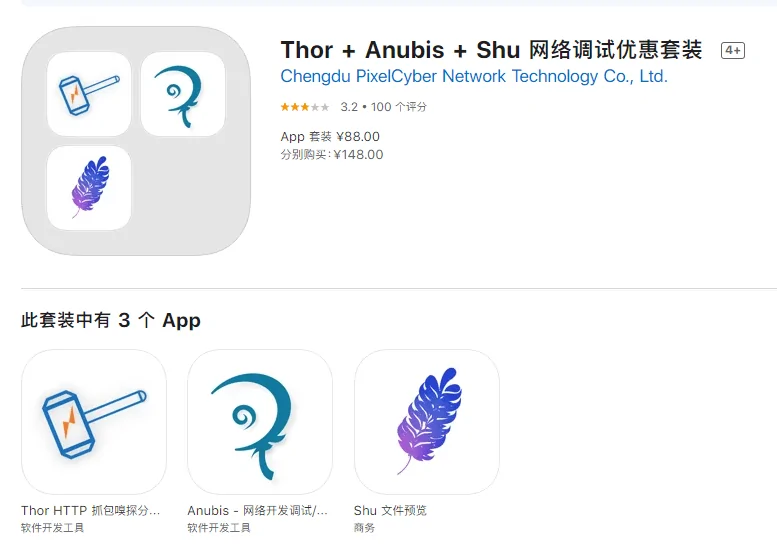 Thor + Anubis + Shu 网络调试优惠套装 4+
Chengdu PixelCyber Network Technology Co., Ltd.
3.2 • 100 个评分
App 套装 ¥88.00
分别购买：¥148.00
此套装中有 3 个 App
Thor HTTP 抓包嗅探分...
软件开发工具
Anubis - 网络开发调试/...
软件开发工具
Shu 文件预览
商务